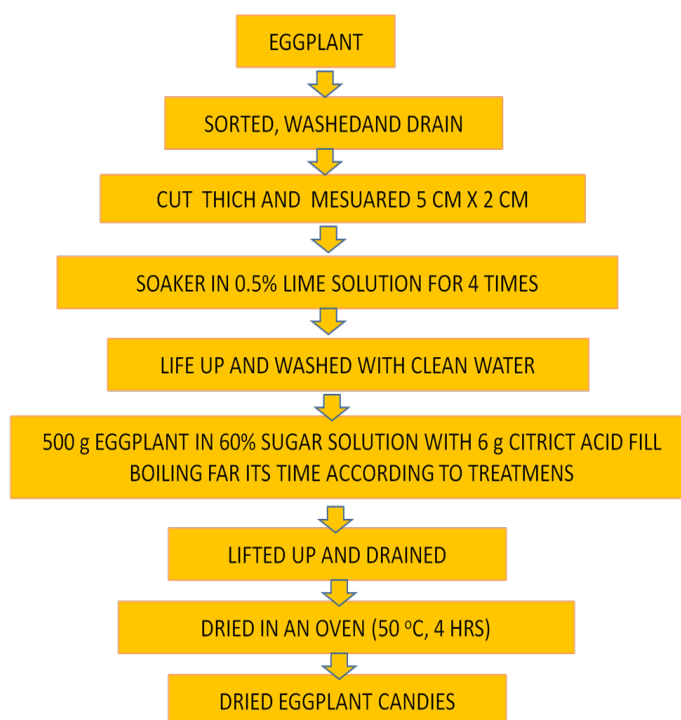 EGGPLANT
SORTED, WASHEDAND DRAIN
CUT THICH AND MESUARED 5 CM X 2 CM
SOAKER IN 0.5% LIME SOLUTION FOR 4 TIMES
LIFE UP AND WASHED WITH CLEAN WATER
500 g EGGPLANT IN 60% SUGAR SOLUTION WITH 6 g CITRICT ACID FILL
BOILING FAR ITS TIME ACCORDING TO TREATMENS
LIFTED UP AND DRAINED
DRIED IN AN OVEN (50 ºC, 4 HRS)
DRIED EGGPLANT CANDIES